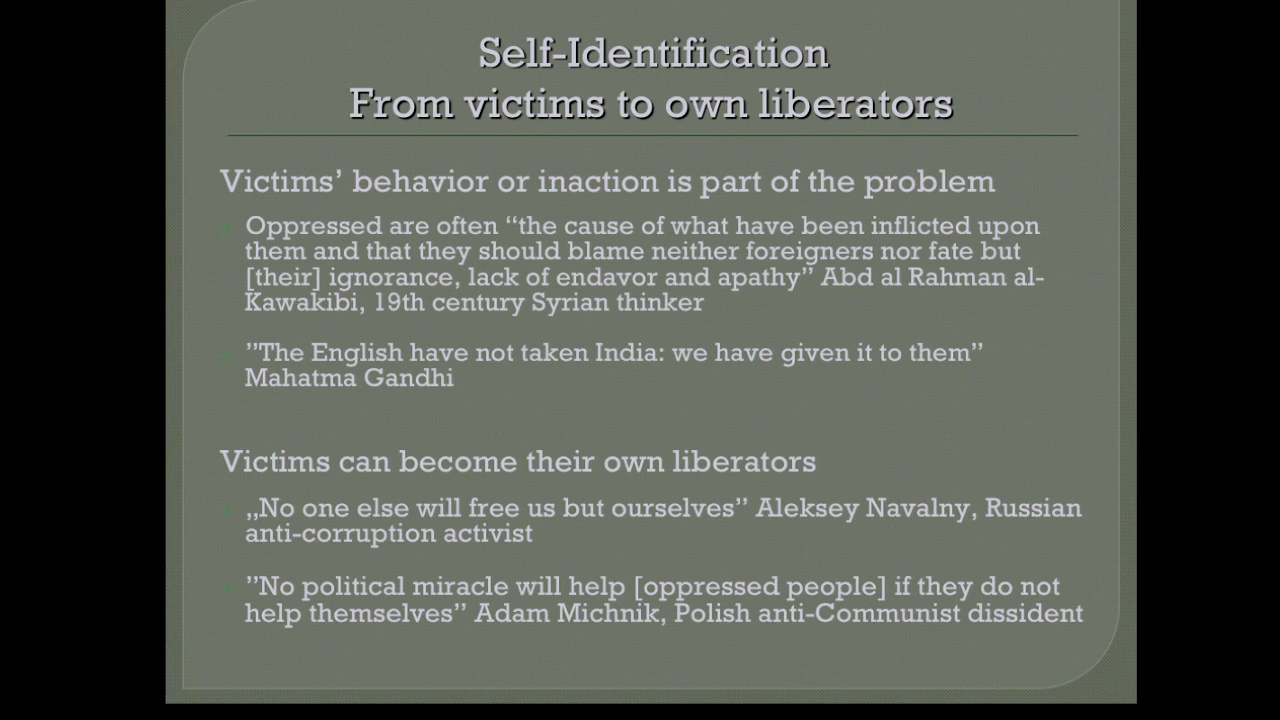 Self-Identification
From victims to own liberators
Victims’ behavior or inaction is part of the problem
Oppressed are often “the cause of what have been inflicted upon
them and that they should blame neither foreigners nor fate but
[their] ignorance, lack of endavor and apathy” Abd al Rahman al-
Kawakibi, 19th century Syrian thinker
”The English have not taken India: we have given it to them”
Mahatma Gandhi
Victims can become their own liberators
„No one else will free us but ourselves” Aleksey Navalny, Russian
anti-corruption activist
”No political miracle will help [oppressed people] if they do not
help themselves” Adam Michnik, Polish anti-Communist dissident